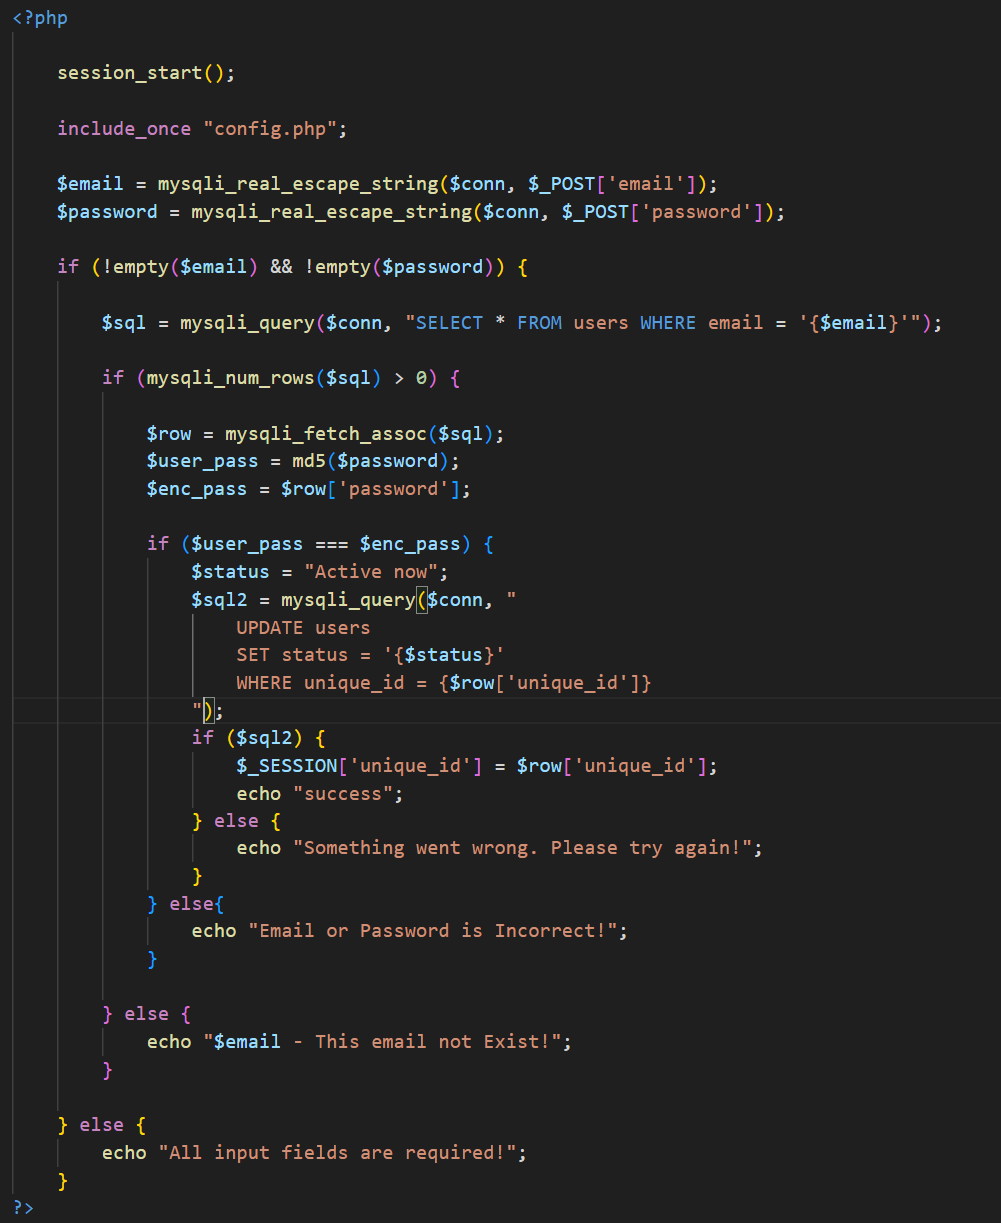 <?php
session_start();
include_once "config.php";
$email = mysqli_real_escape_string($conn, $_POST['email']);
$password = mysqli_real_escape_string($conn, $_POST['password']);
if (!empty($email) && !empty($password)) {
$sql = mysqli_query($conn, "SELECT * FROM users WHERE email = '{$email}'");
if (mysqli_num_rows($sql) > 0) {
$row = mysqli_fetch_assoc($sql);
$user_pass = md5($password);
$enc_pass = $row['password'];
if ($user_pass === $enc_pass) {
$status = "Active now";
$sql2 = mysqli_query($conn, "
UPDATE users
SET status = '{$status}'
WHERE unique_id = {$row['unique_id']}
");
if ($sql2) {
$_SESSION['unique_id'] = $row['unique_id'];
echo "success";
} else {
echo "Something went wrong. Please try again!";
}
} else{
echo "Email or Password is Incorrect!";
}
} else {
echo "$email - This email not Exist!";
}
} else {
echo "All input fields are required!";
}
?>